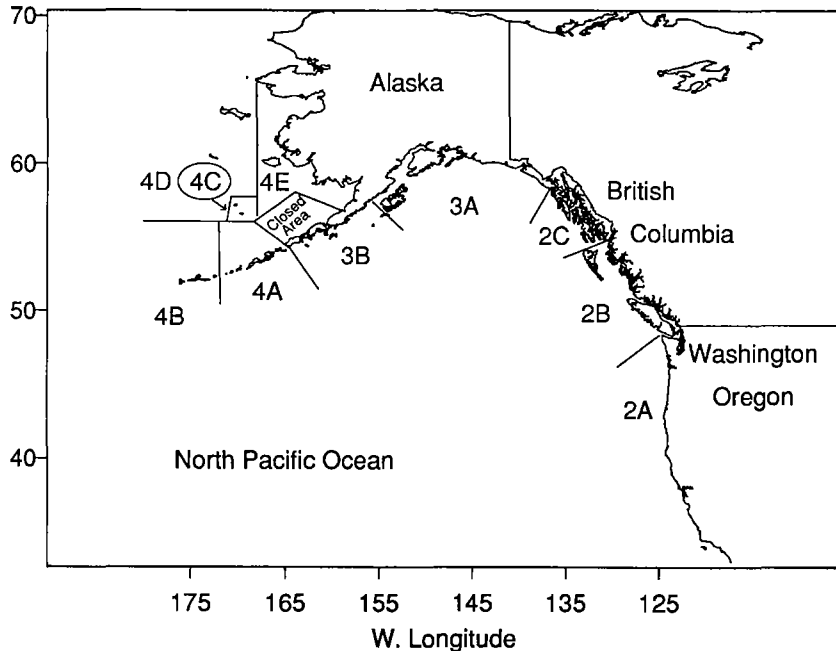 70
Alaska
60
4D
4C
4E
Closed
Area
3A
British
Columbia
2C
3B
4A
4B
50
2B
Washington
Oregon
2A
40
North Pacific Ocean
175 165 155 145 135 125
W. Longitude